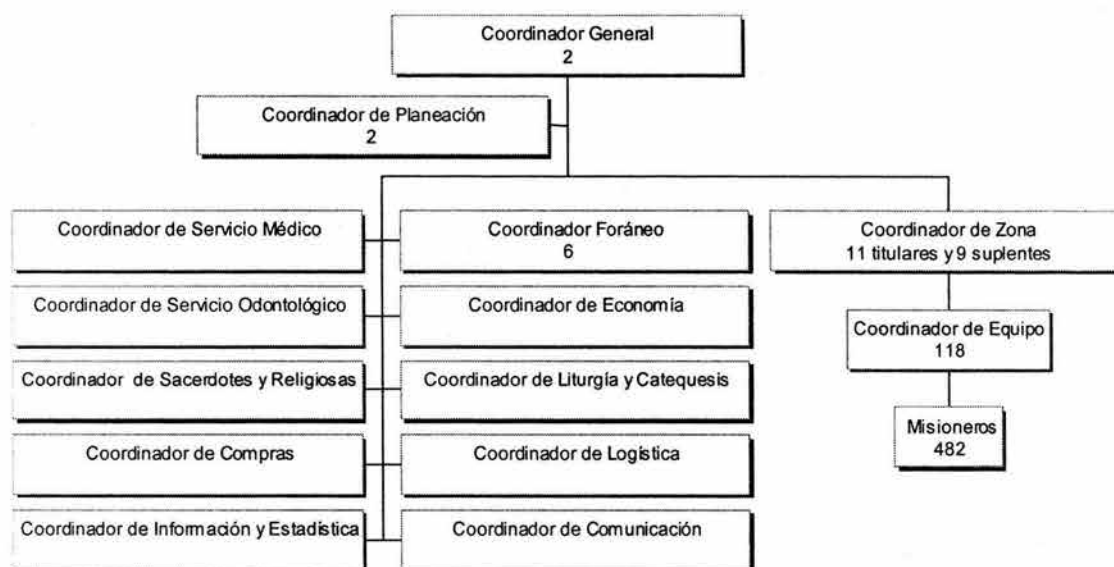 Coordinador General
2
Coordinador de Planeación
2
Coordinador de Servicio Médico
Coordinador Foráneo
6
Coordinador de Zona
11 titulares y 9 suplentes
Coordinador de Servicio Odontológico
Coordinador de Economía
Coordinador de Equipo
118
Coordinador de Sacerdotes y Religiosas
Coordinador de Liturgía y Catequesis
Misioneros
482
Coordinador de Compras
Coordinador de Logística
Coordinador de Información y Estadística
Coordinador de Comunicación